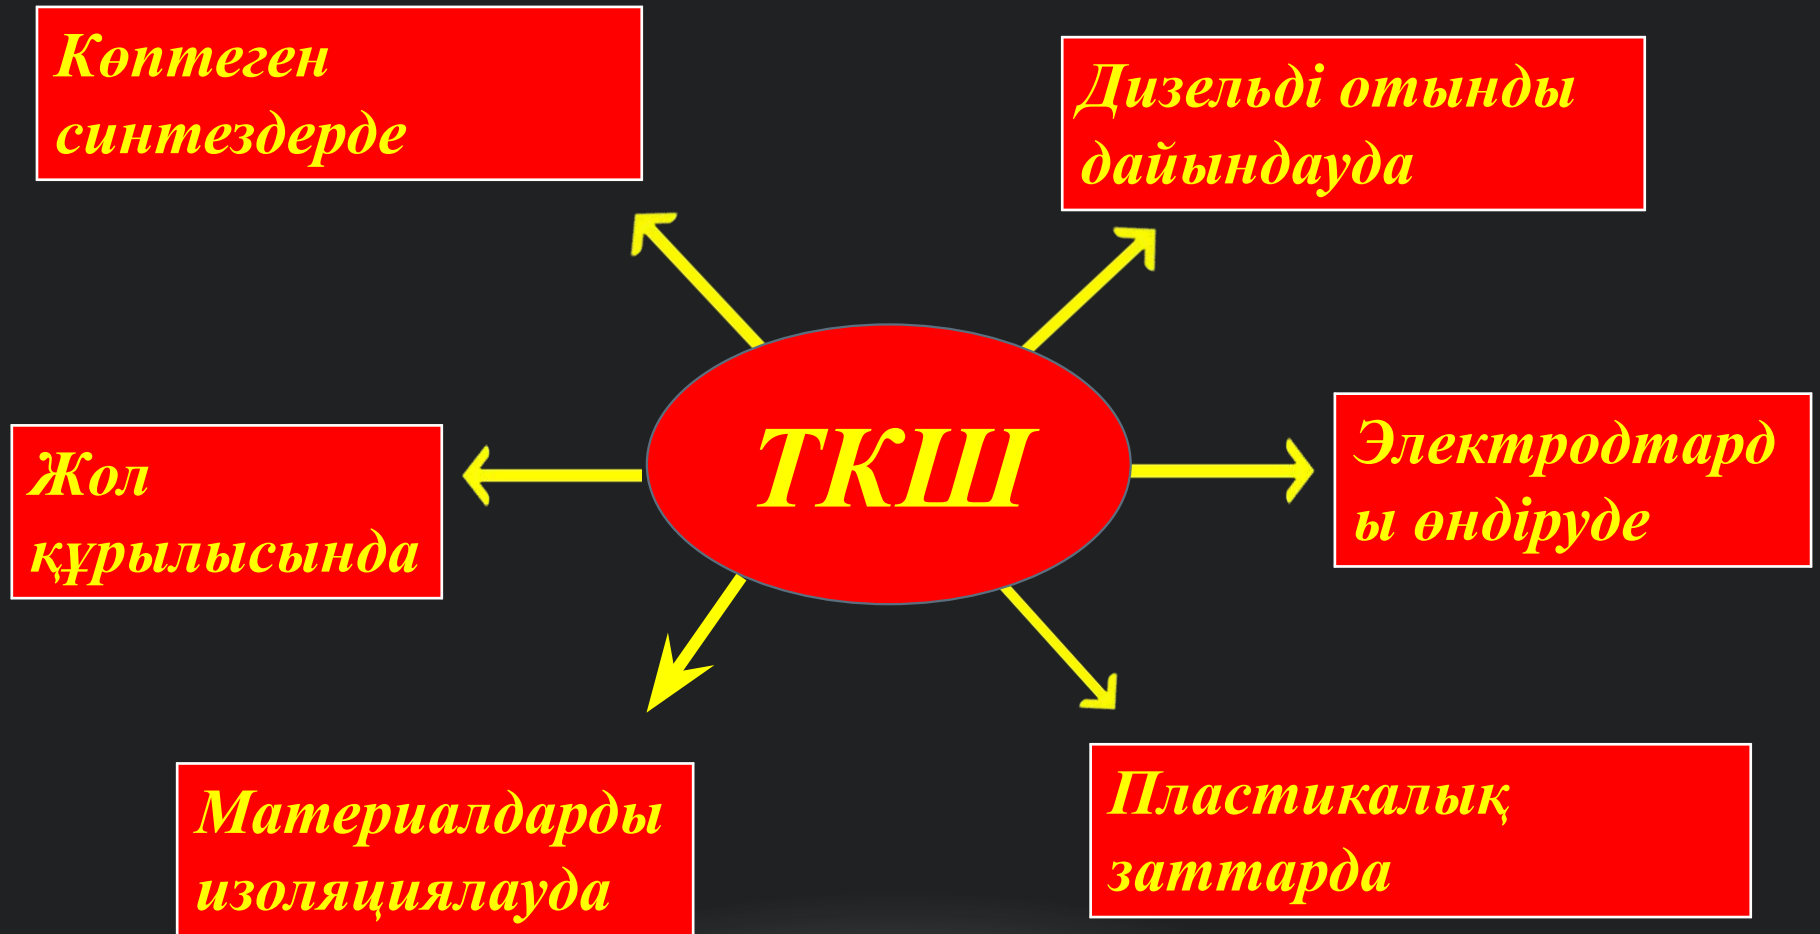 Көптеген
синтездерде
Дизельді отынды
дайындауда
ТКШ
Жол
құрылысында
Электродтард
ы өндіруде
Материалдарды
изоляциялауда
Пластикалық
заттарда